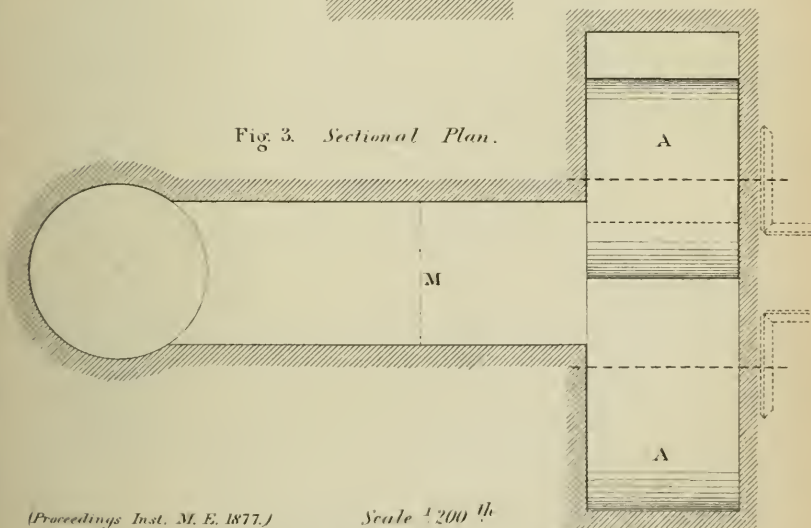 Fig. 3. Sectional Plan.
A
M
A
(Proceedings Inst. M. E. 1877.) Scale 1/200 th